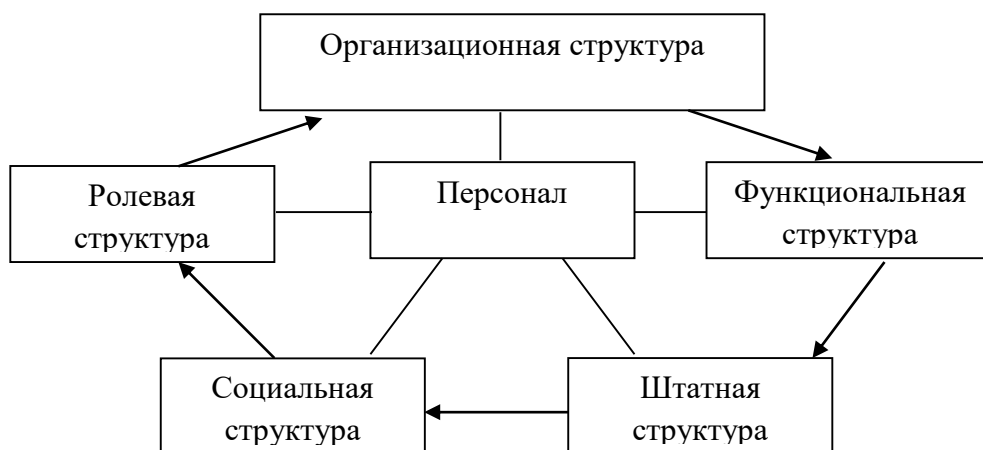 Организационная структура
Ролевая
структура
Персонал
Функциональная
структура
Социальная
структура
Штатная
структура